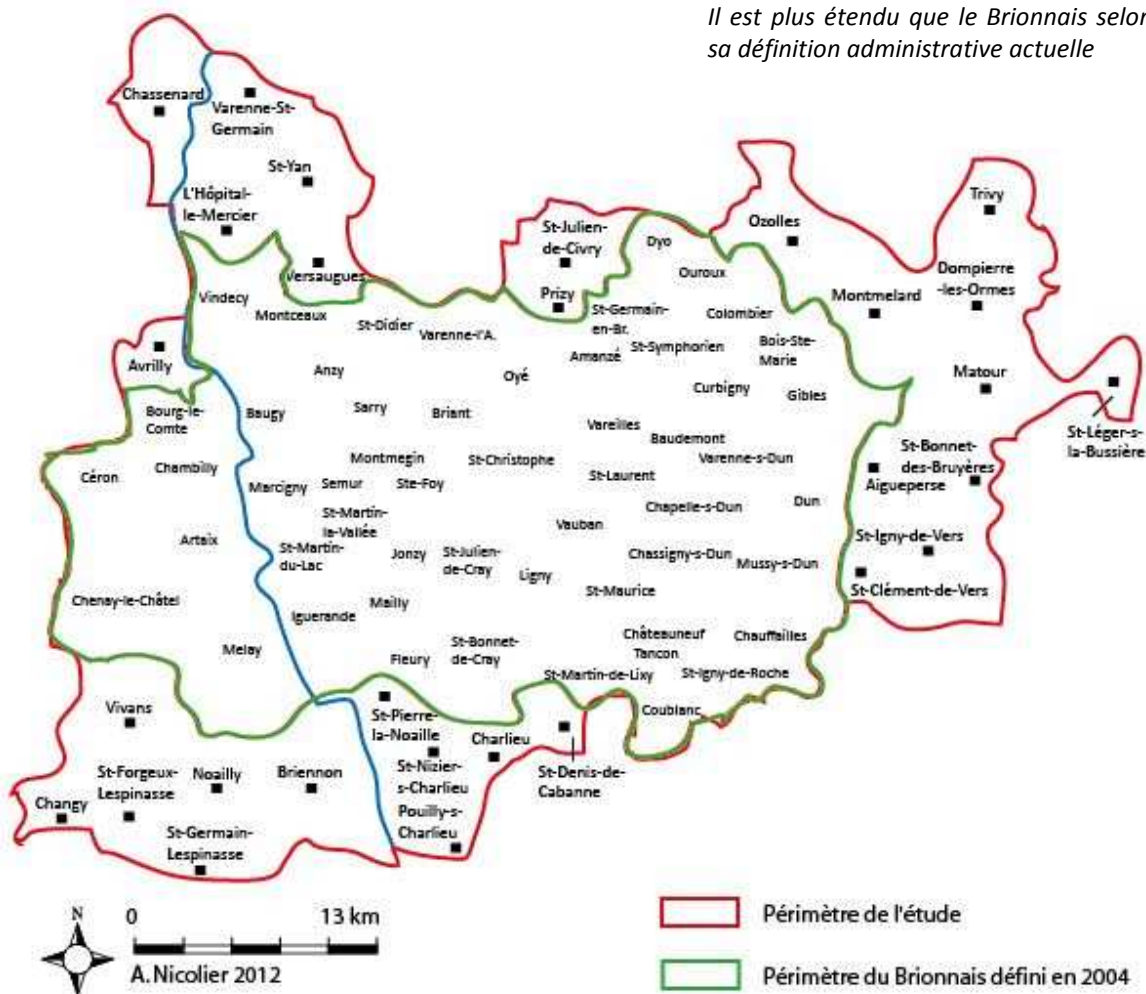 Il est plus étendu que le Brionnais selon
sa définition administrative actuelle
Chassenard
Varenne-St-
Germain
St-Yan
L'Hôpital-
le-Mercier
Versaugues
St-Julien-
de-Civry
Prizy
Ozolles
Trivy
Dompierre
-les-Ormes
Montmelard
Matour
St-Léger-s-
la-Bussière
St-Bonnet-
des-Bruyères
Aigueperse
St-Igny-de-Vers
St-Clément-de-Vers
Dyo
Ouroux
Vindecy
Montceaux
St-Didier
Varenne-l'A.
St-Germain-
en-Br.
Colombier
Amanzé
St-Symphorien
Bois-Ste-
Marie
Avrilly
Anzy
Oyé
Curbigny
Gibles
Bourg-le-
Comte
Baugy
Sarry
Briant
Vareilles
Baudemont
Varenne-s-Dun
Céron
Chambilly
Montmegin
St-Christophe
Marcigny
Semur
Ste-Foy
St-Laurent
Chapelle-s-Dun
Dun
St-Martin-
la-Vallée
Vauban
Artaix
St-Martin-
du-Lac
Jonzy
St-Julien-
de-Cray
Ligny
Chassigny-s-Dun
Mussy-s-Dun
St-Maurice
Chenay-le-Châtel
Iguerande
Mailly
Melay
Fleury
St-Bonnet-
de-Cray
Châteauneuf
Tancon
Chauffailles
St-Martin-de-Lixy
St-Igny-de-Roche
Coublanc
Vivans
St-Pierre-
la-Noaille
Charlieu
St-Nizier-
s-Charlieu
St-Denis-de-
Cabanne
St-Forgeux-
Lespinasse
Noailly
Briennon
Pouilly-s-
Charlieu
Changy
St-Germain-
Lespinasse
N
0 13 km
A.Nicolier 2012
Périmètre de l'étude
Périmètre du Brionnais défini en 2004